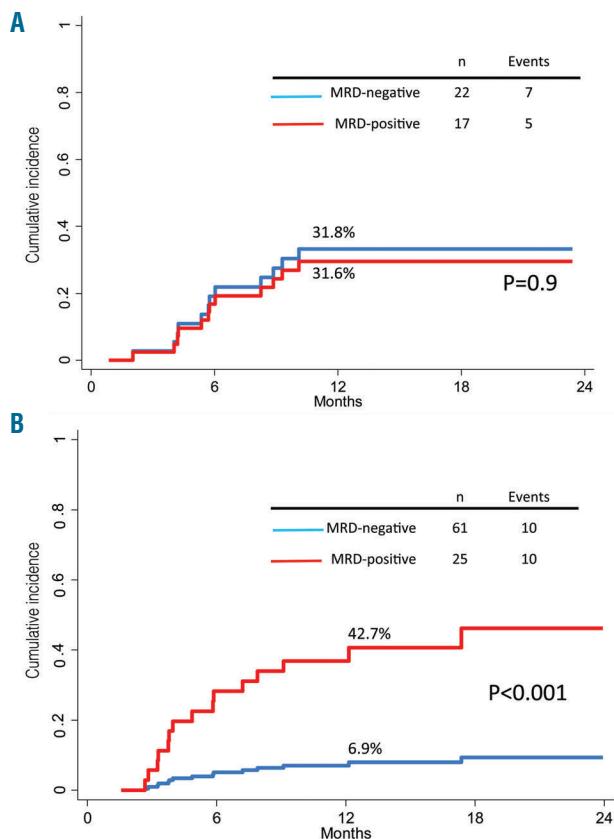 A
Cumulative incidence
1
0.8
0.6
0.4
0.2
0
n Events
MRD-negative 22 7
MRD-positive 17 5
31.8%
31.6%
P=0.9
0 6 12 18 24
Months
B
Cumulative incidence
1
0.8
0.6
0.4
0.2
0
n Events
MRD-negative 61 10
MRD-positive 25 10
42.7%
P<0.001
6.9%
0 6 12 18 24
Months